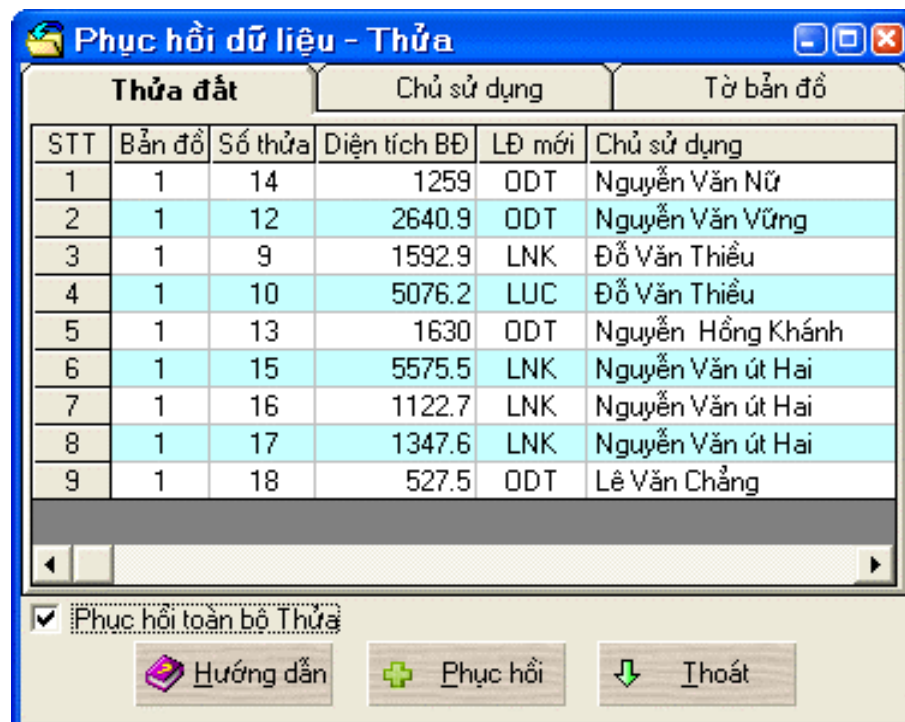 Phục hồi dữ liệu - Thửa
Thửa đất Chủ sử dụng Tờ bản đồ
STT Bản đồ Số thửa Diện tích BĐ LĐ mới Chủ sử dụng
1 1 14 1259 ODT Nguyễn Văn Nữ
2 1 12 2640.9 ODT Nguyễn Văn Vững
3 1 9 1592.9 LNK Đỗ Văn Thiều
4 1 10 5076.2 LUC Đỗ Văn Thiều
5 1 13 1630 ODT Nguyễn Hồng Khánh
6 1 15 5575.5 LNK Nguyễn Văn út Hai
7 1 16 1122.7 LNK Nguyễn Văn út Hai
8 1 17 1347.6 LNK Nguyễn Văn út Hai
9 1 18 527.5 ODT Lê Văn Chẳng
Phục hồi toàn bộ Thửa
Hướng dẫn Phục hồi Thoát